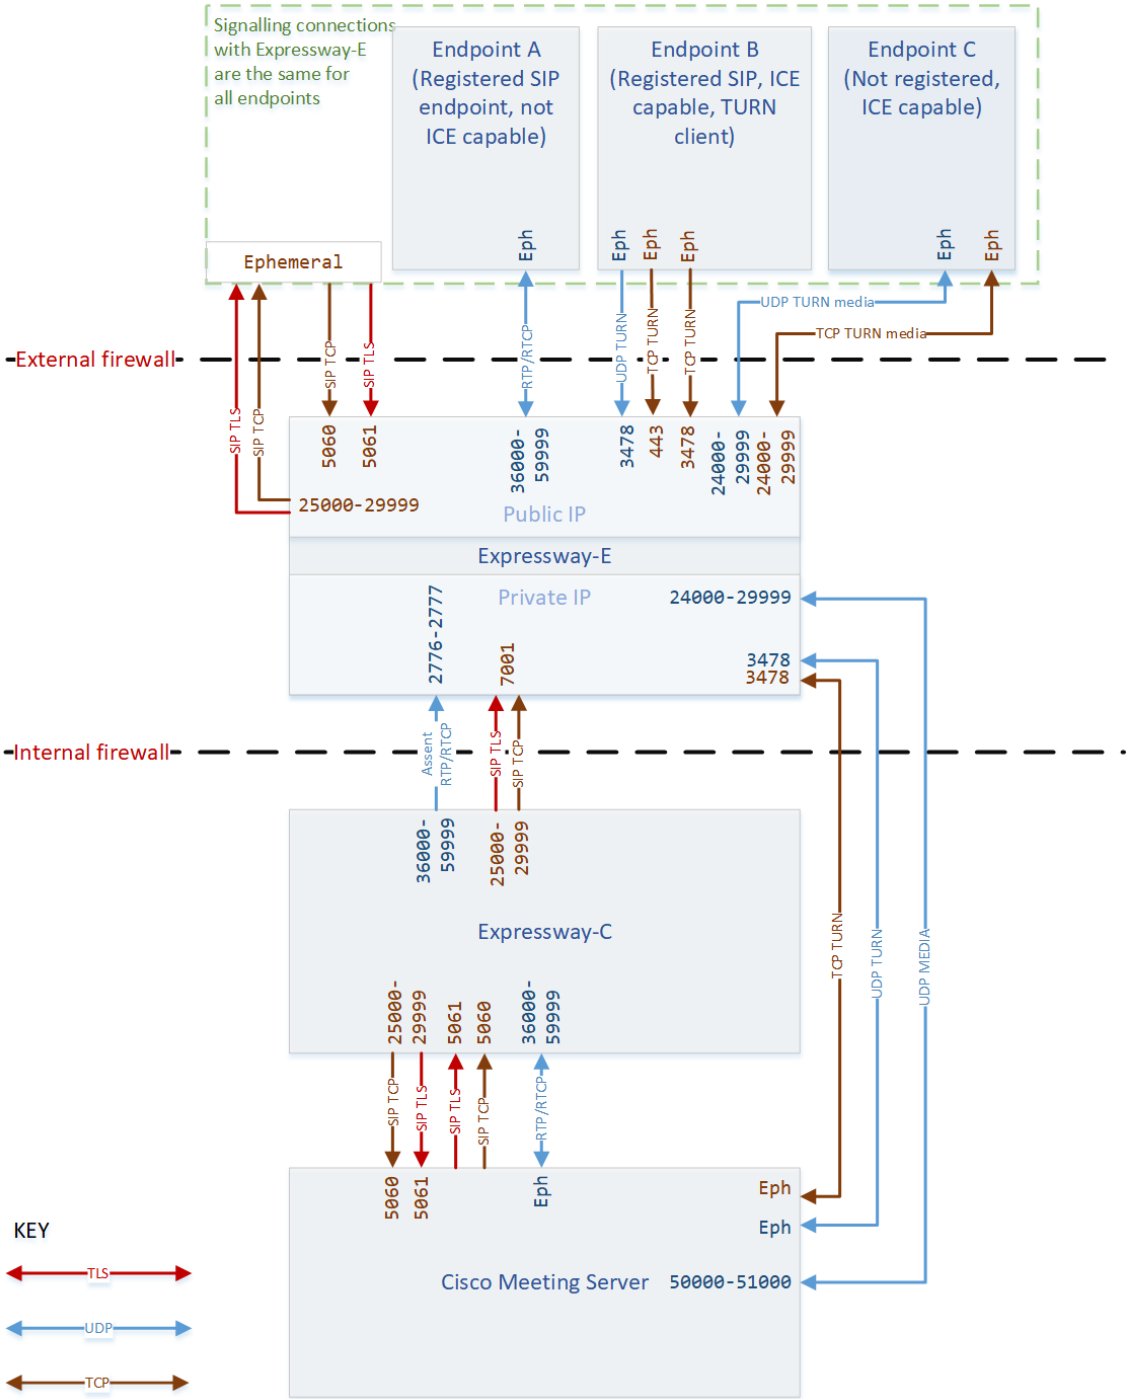 Signalling connections
with Expressway-E
are the same for
all endpoints
Endpoint A
(Registered SIP
endpoint, not
ICE capable)
Endpoint B
(Registered SIP, ICE
capable, TURN
client)
Endpoint C
(Not registered,
ICE capable)
Ephemeral
Eph
Eph
Eph
Eph
Eph
Eph
UDP TURN media
TCP TURN media
External firewall
SIP TLS
SIP TCP
SIP TCP
SIP TLS
RTP/RTCP
UDP TURN
TCP TURN
TCP TURN
5060
5061
36000-
59999
3478
443
3478
24000-
29999
24000-
29999
25000-29999
Public IP
Expressway-E
Private IP
24000-29999
2776-2777
7001
3478
3478
Internal firewall
Assent
RTP/RTCP
SIP TLS
SIP TCP
36000-
59999
25000-
29999
Expressway-C
TCP TURN
UDP TURN
UDP MEDIA
25000-
29999
5061
5060
36000-
59999
SIP TCP
SIP TLS
SIP TLS
SIP TCP
RTP/RTCP
5060
5061
Eph
Eph
Eph
Cisco Meeting Server
50000-51000
KEY
TLS
UDP
TCP